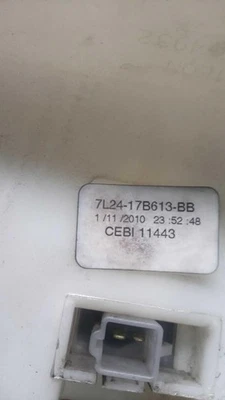 7L24-17B613-BB
1 /11 /2010 23 :52 :48
CEBI 11443